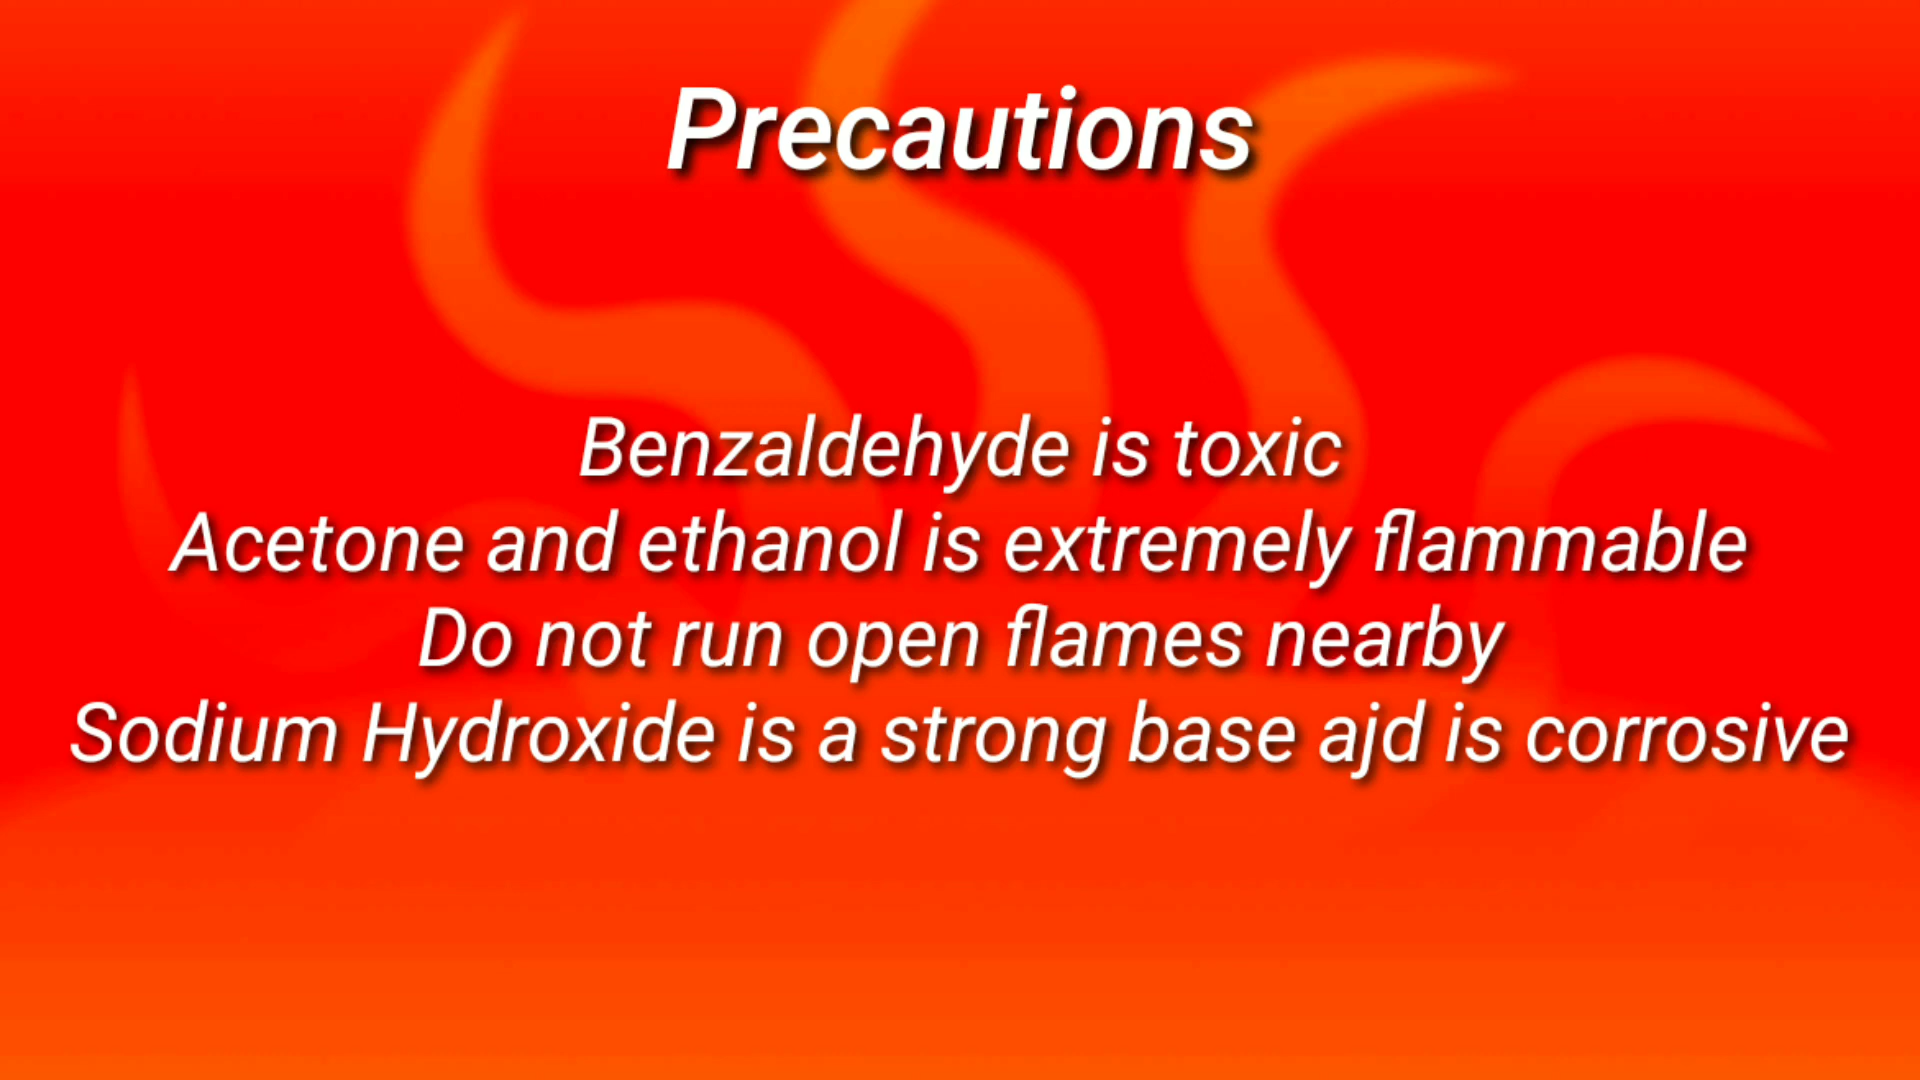 Precautions
Benzaldehyde is toxic
Acetone and ethanol is extremely flammable
Do not run open flames nearby
Sodium Hydroxide is a strong base ajd is corrosive